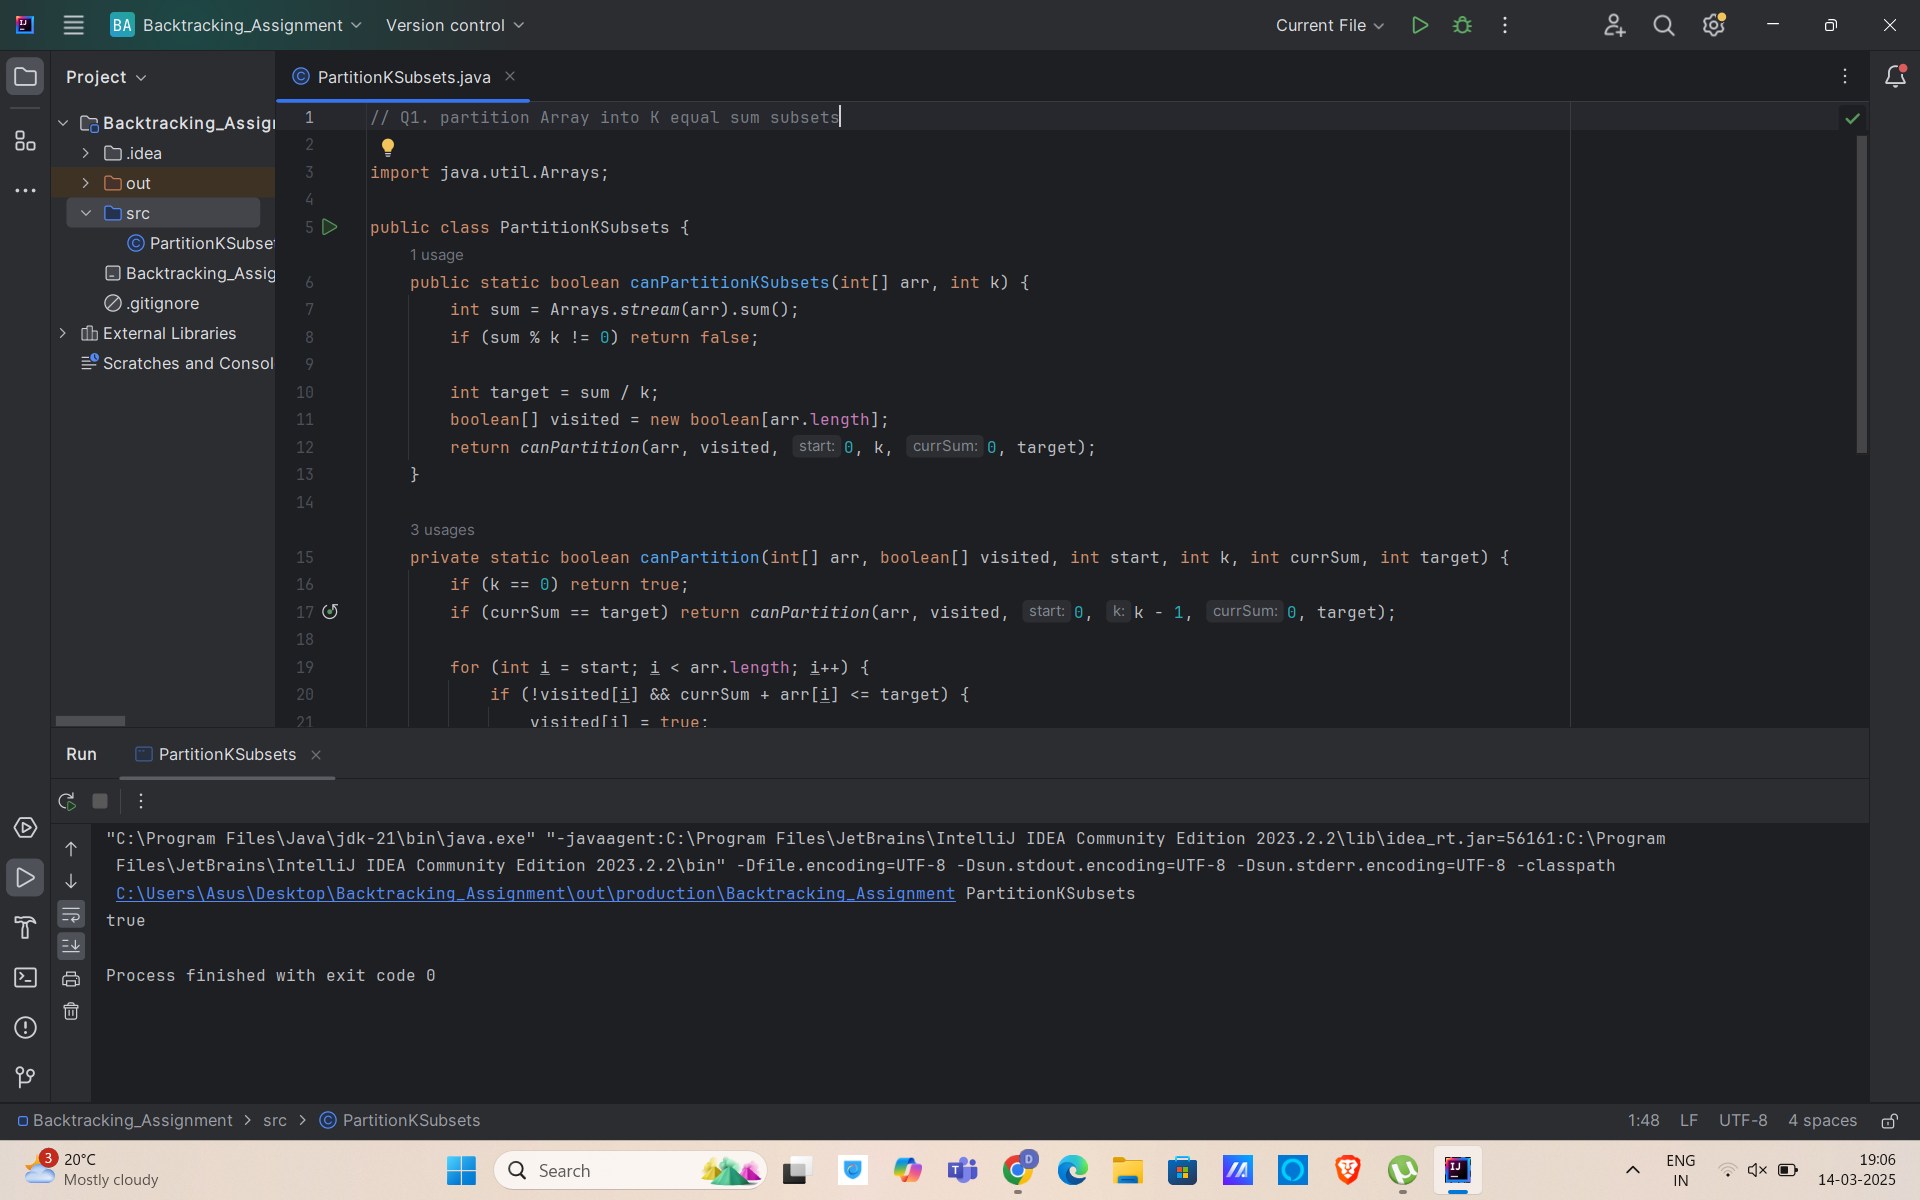 BA Backtracking_Assignment Version control Current File
Project
PartitionKSubsets.java
Backtracking_Assign
.idea
out
src
PartitionKSubse
Backtracking_Assig
.gitignore
External Libraries
Scratches and Consol
1 // Q1. partition Array into K equal sum subsets
2
3 import java.util.Arrays;
4
5 public class PartitionKSubsets {
1 usage
6 public static boolean canPartitionKSubsets(int[] arr, int k) {
7 int sum = Arrays.stream(arr).sum();
8 if (sum % k != 0) return false;
9
10 int target = sum / k;
11 boolean[] visited = new boolean[arr.length];
12 return canPartition(arr, visited, start: 0, k, currSum: 0, target);
13 }
14
3 usages
15 private static boolean canPartition(int[] arr, boolean[] visited, int start, int k, int currSum, int target) {
16 if (k == 0) return true;
17 if (currSum == target) return canPartition(arr, visited, start: 0, k: k - 1, currSum: 0, target);
18
19 for (int i = start; i < arr.length; i++) {
20 if (!visited[i] && currSum + arr[i] <= target) {
21 visited[i] = true;
Run PartitionKSubsets
"C:\Program Files\Java\jdk-21\bin\java.exe" "-javaagent:C:\Program Files\JetBrains\IntelliJ IDEA Community Edition 2023.2.2\lib\idea_rt.jar=56161:C:\Program
Files\JetBrains\IntelliJ IDEA Community Edition 2023.2.2\bin" -Dfile.encoding=UTF-8 -Dsun.stdout.encoding=UTF-8 -Dsun.stderr.encoding=UTF-8 -classpath
C:\Users\Asus\Desktop\Backtracking_Assignment\out\production\Backtracking_Assignment PartitionKSubsets
true
Process finished with exit code 0
Backtracking_Assignment > src > PartitionKSubsets
1:48 LF UTF-8 4 spaces
3
20°C
Mostly cloudy
Search
D
ENG
IN
19:06
14-03-2025